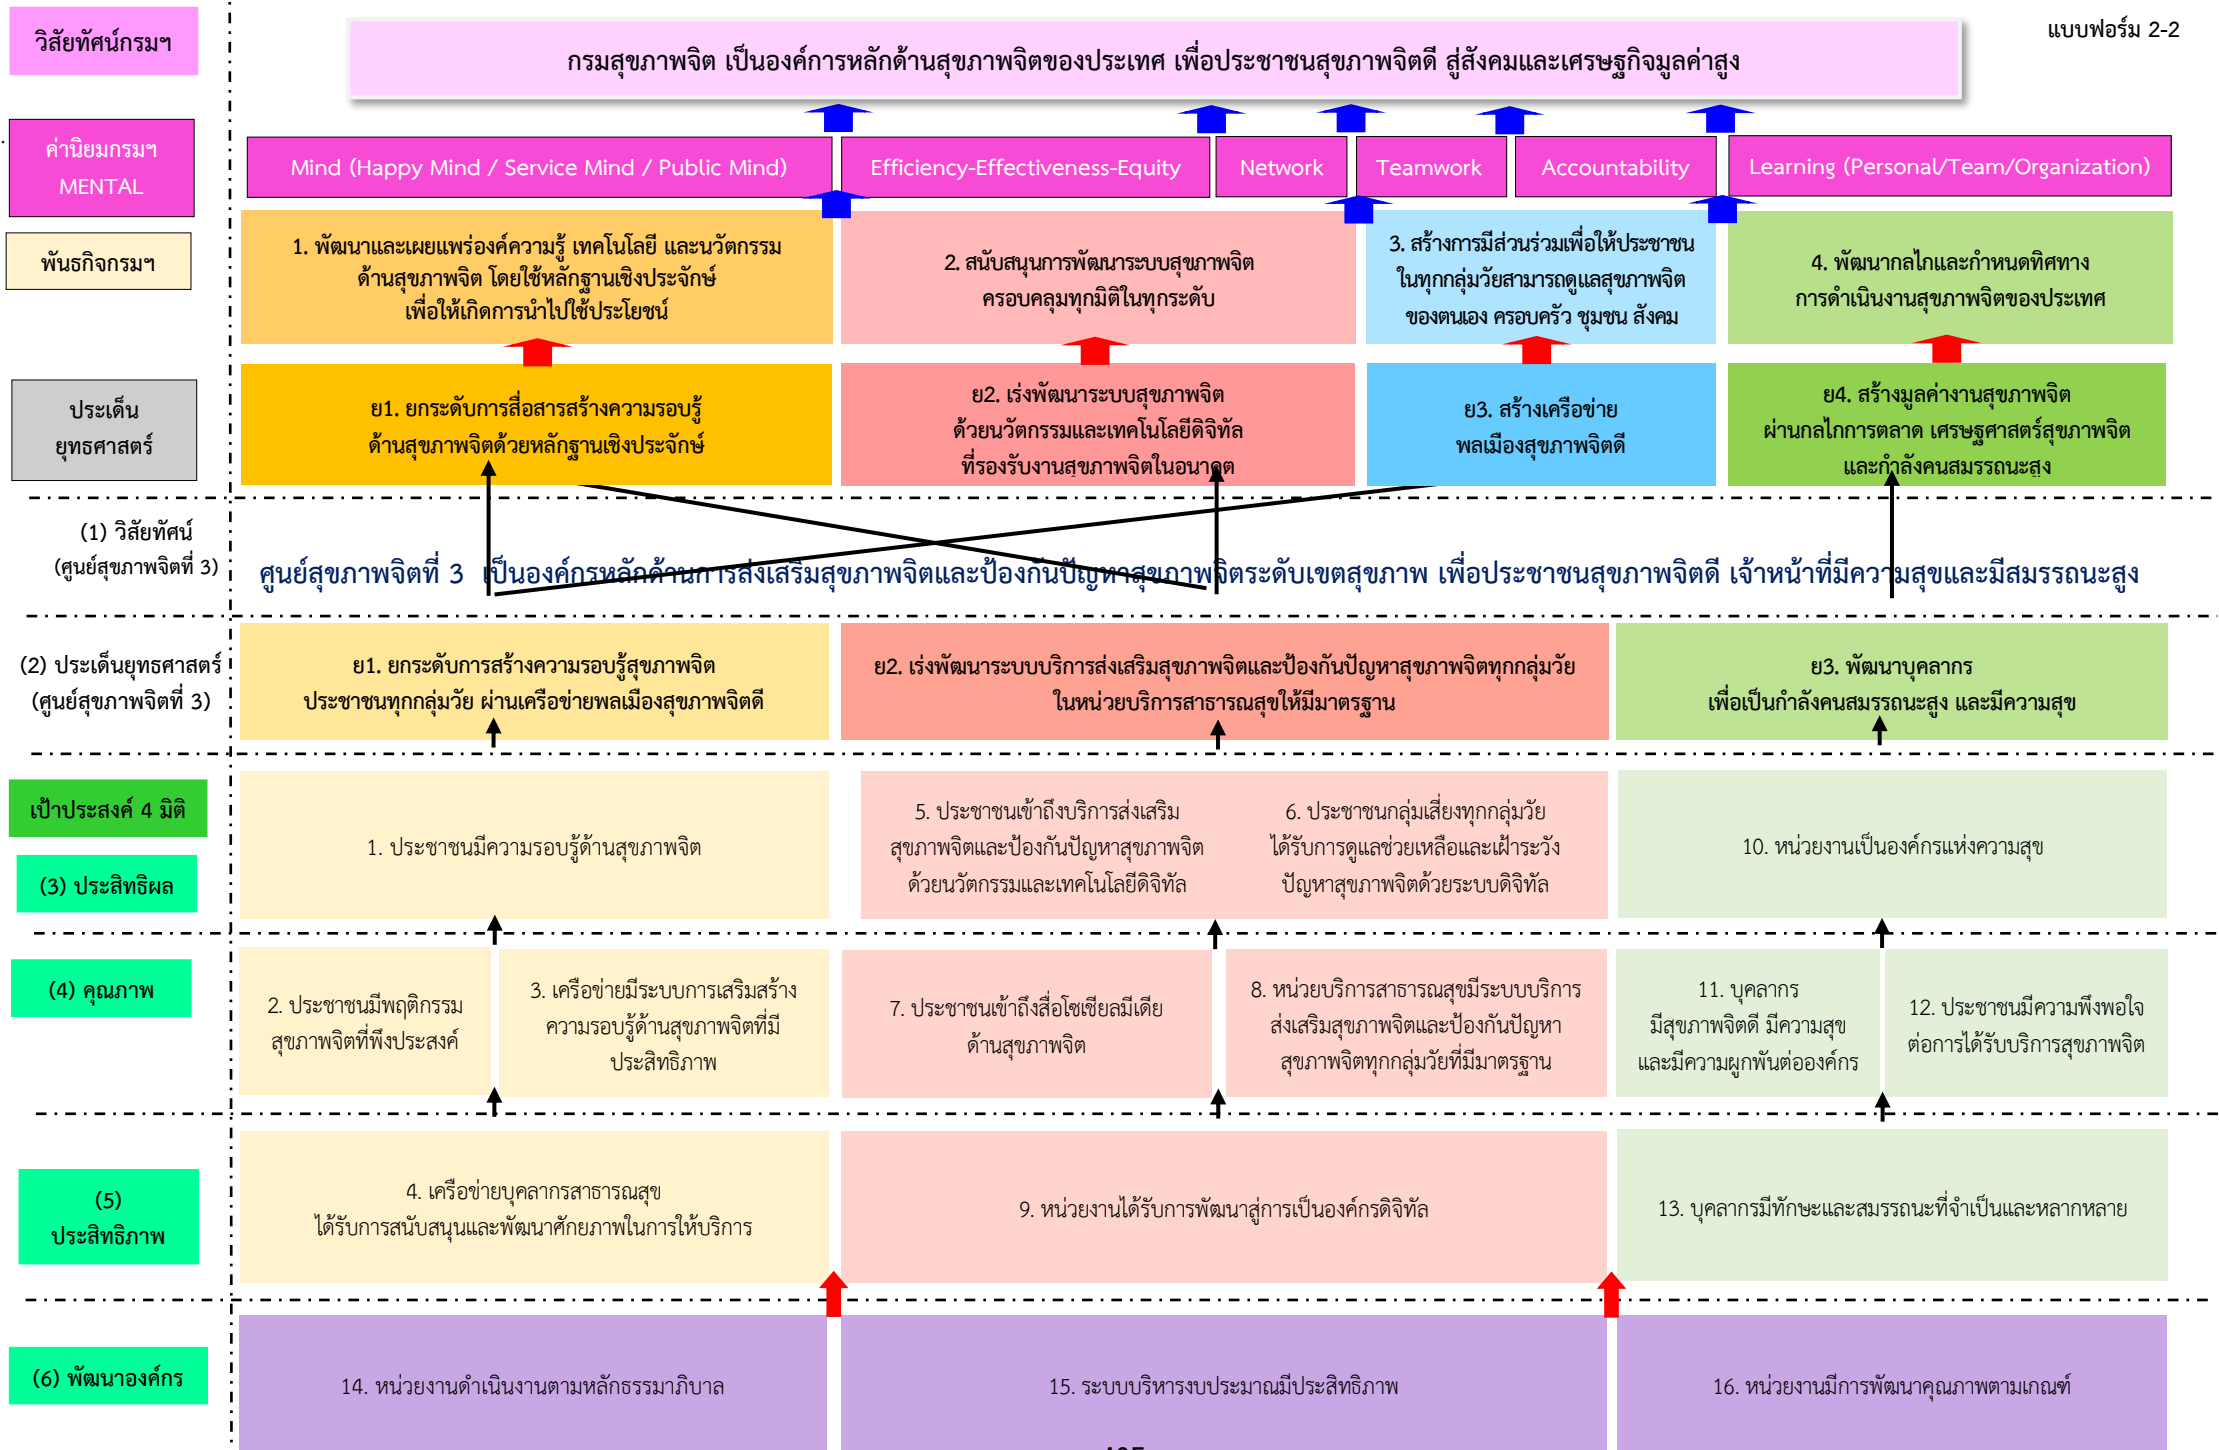 แบบฟอร์ม 2-2
วิสัยทัศน์กรมฯ
กรมสุขภาพจิต เป็นองค์การหลักด้านสุขภาพจิตของประเทศ เพื่อประชาชนสุขภาพจิตดี สู่สังคมและเศรษฐกิจมูลค่าสูง
ค่านิยมกรมฯ
MENTAL
Mind (Happy Mind / Service Mind / Public Mind)
Efficiency-Effectiveness-Equity
Network
Teamwork
Accountability
Learning (Personal/Team/Organization)
พันธกิจกรมฯ
1. พัฒนาและเผยแพร่องค์ความรู้ เทคโนโลยี และนวัตกรรม
ด้านสุขภาพจิต โดยใช้หลักฐานเชิงประจักษ์
เพื่อให้เกิดการนำไปใช้ประโยชน์
2. สนับสนุนการพัฒนาระบบสุขภาพจิต
ครอบคลุมทุกมิติในทุกระดับ
3. สร้างการมีส่วนร่วมเพื่อให้ประชาชน
ในทุกกลุ่มวัยสามารถดูแลสุขภาพจิต
ของตนเอง ครอบครัว ชุมชน สังคม
4. พัฒนากลไกและกำหนดทิศทาง
การดำเนินงานสุขภาพจิตของประเทศ
ประเด็น
ยุทธศาสตร์
ย1. ยกระดับการสื่อสารสร้างความรอบรู้
ด้านสุขภาพจิตด้วยหลักฐานเชิงประจักษ์
ย2. เร่งพัฒนาระบบสุขภาพจิต
ด้วยนวัตกรรมและเทคโนโลยีดิจิทัล
ที่รองรับงานสุขภาพจิตในอนาคต
ย3. สร้างเครือข่าย
พลเมืองสุขภาพจิตดี
ย4. สร้างมูลค่างานสุขภาพจิต
ผ่านกลไกการตลาด เศรษฐศาสตร์สุขภาพจิต
และกำลังคนสมรรถนะสูง
(1) วิสัยทัศน์
(ศูนย์สุขภาพจิตที่ 3)
ศูนย์สุขภาพจิตที่ 3 เป็นองค์กรหลักด้านการส่งเสริมสุขภาพจิตและป้องกันปัญหาสุขภาพจิตระดับเขตสุขภาพ เพื่อประชาชนสุขภาพจิตดี เจ้าหน้าที่มีความสุขและมีสมรรถนะสูง
(2) ประเด็นยุทธศาสตร์
(ศูนย์สุขภาพจิตที่ 3)
ย1. ยกระดับการสร้างความรอบรู้สุขภาพจิต
ประชาชนทุกกลุ่มวัย ผ่านเครือข่ายพลเมืองสุขภาพจิตดี
ย2. เร่งพัฒนาระบบบริการส่งเสริมสุขภาพจิตและป้องกันปัญหาสุขภาพจิตทุกกลุ่มวัย
ในหน่วยบริการสาธารณสุขให้มีมาตรฐาน
ย3. พัฒนาบุคลากร
เพื่อเป็นกำลังคนสมรรถนะสูง และมีความสุข
เป้าประสงค์ 4 มิติ
(3) ประสิทธิผล
1. ประชาชนมีความรอบรู้ด้านสุขภาพจิต
5. ประชาชนเข้าถึงบริการส่งเสริม
สุขภาพจิตและป้องกันปัญหาสุขภาพจิต
ด้วยนวัตกรรมและเทคโนโลยีดิจิทัล
6. ประชาชนกลุ่มเสี่ยงทุกกลุ่มวัย
ได้รับการดูแลช่วยเหลือและเฝ้าระวัง
ปัญหาสุขภาพจิตด้วยระบบดิจิทัล
10. หน่วยงานเป็นองค์กรแห่งความสุข
(4) คุณภาพ
2. ประชาชนมีพฤติกรรม
สุขภาพจิตที่พึงประสงค์
3. เครือข่ายมีระบบการเสริมสร้าง
ความรอบรู้ด้านสุขภาพจิตที่มี
ประสิทธิภาพ
7. ประชาชนเข้าถึงสื่อโซเชียลมีเดีย
ด้านสุขภาพจิต
8. หน่วยบริการสาธารณสุขมีระบบบริการ
ส่งเสริมสุขภาพจิตและป้องกันปัญหา
สุขภาพจิตทุกกลุ่มวัยที่มีมาตรฐาน
11. บุคลากร
มีสุขภาพจิตดี มีความสุข
และมีความผูกพันต่อองค์กร
12. ประชาชนมีความพึงพอใจ
ต่อการได้รับบริการสุขภาพจิต
(5)
ประสิทธิภาพ
4. เครือข่ายบุคลากรสาธารณสุข
ได้รับการสนับสนุนและพัฒนาศักยภาพในการให้บริการ
9. หน่วยงานได้รับการพัฒนาสู่การเป็นองค์กรดิจิทัล
13. บุคลากรมีทักษะและสมรรถนะที่จำเป็นและหลากหลาย
(6) พัฒนาองค์กร
14. หน่วยงานดำเนินงานตามหลักธรรมาภิบาล
15. ระบบบริหารงบประมาณมีประสิทธิภาพ
16. หน่วยงานมีการพัฒนาคุณภาพตามเกณฑ์